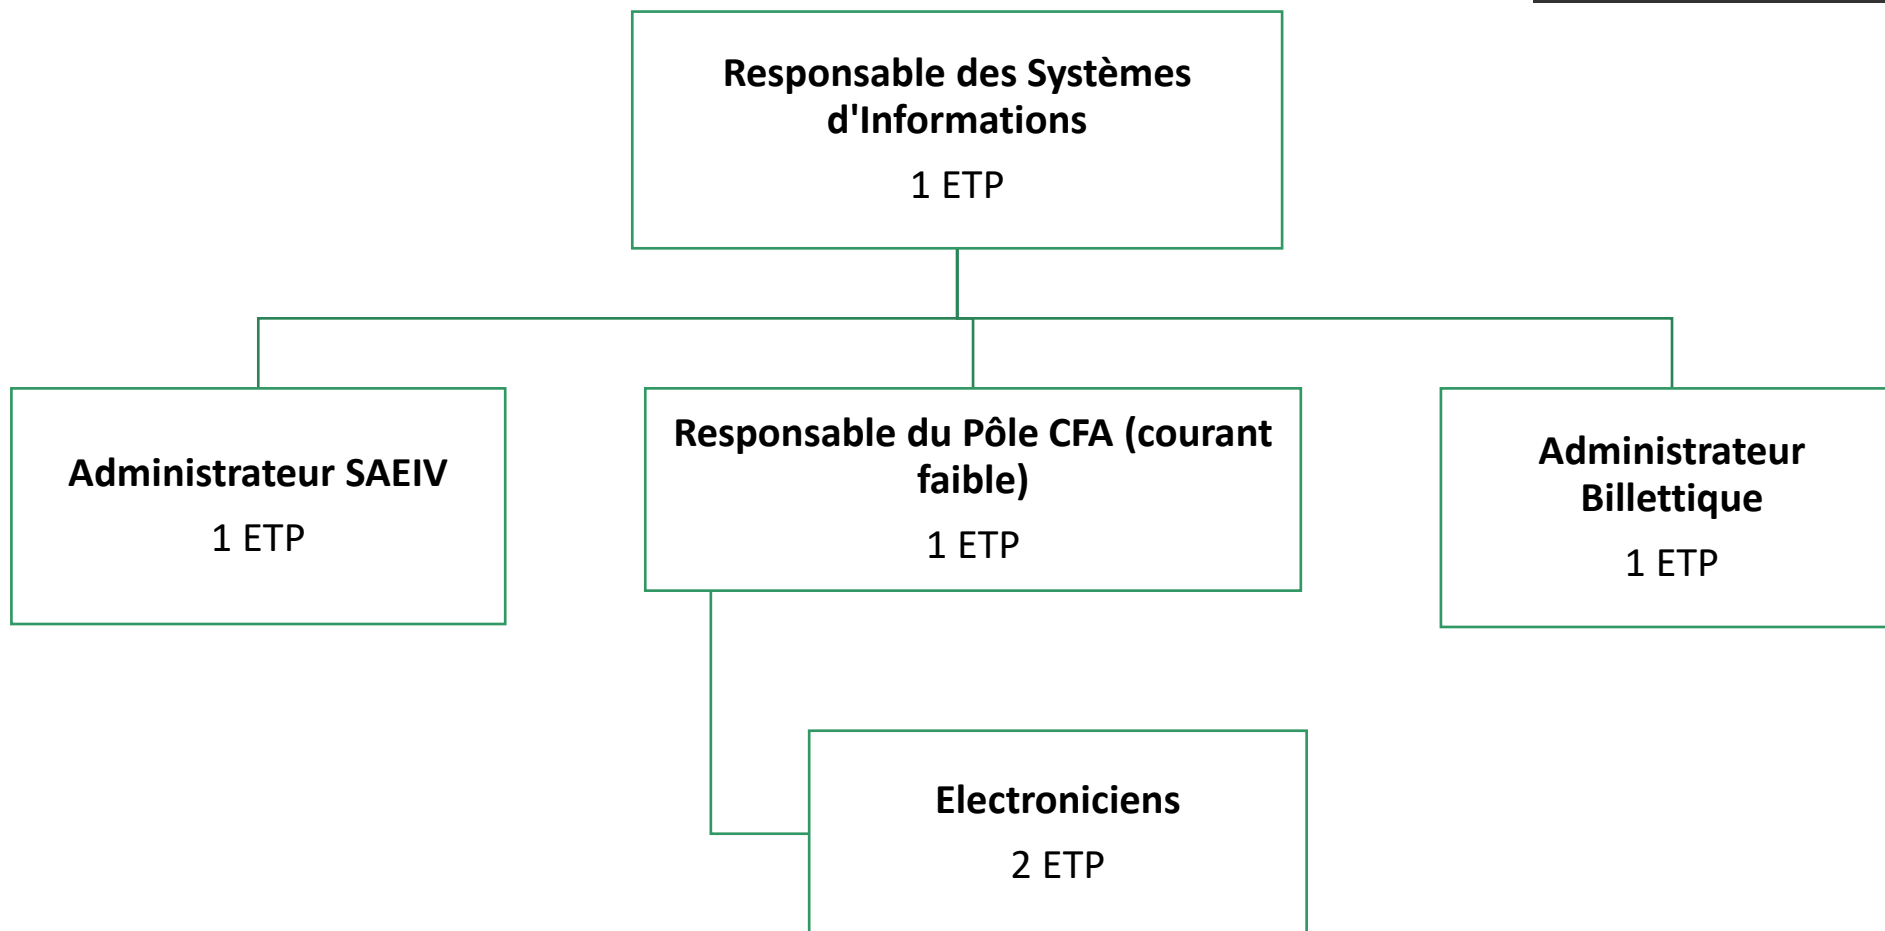 Responsable des Systèmes
d'Informations
1 ETP
Administrateur SAEIV
1 ETP
Responsable du Pôle CFA (courant
faible)
1 ETP
Administrateur
Billettique
1 ETP
Electroniciens
2 ETP